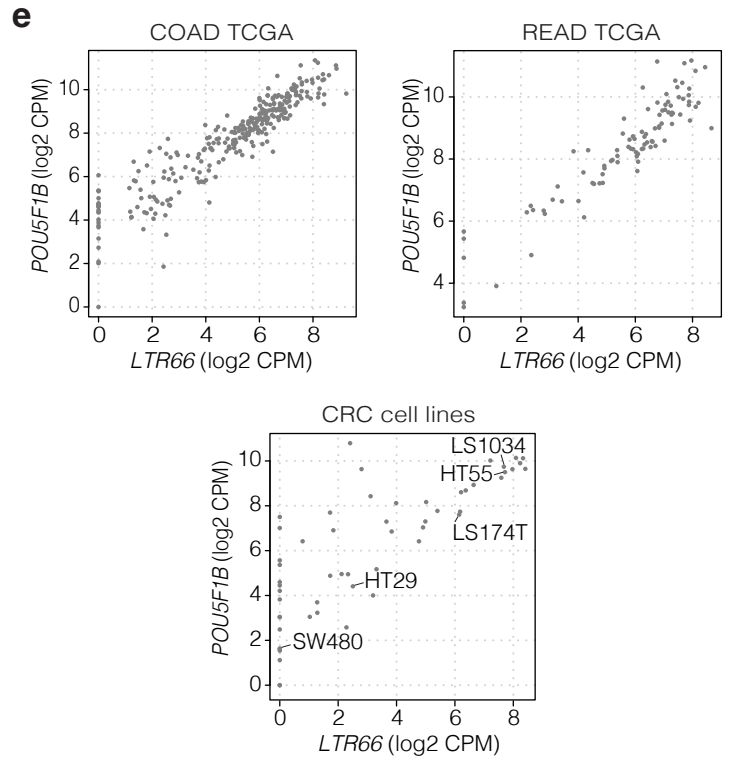 e
COAD TCGA
POU5F1B (log2 CPM)
10
8
6
4
2
0
0 2 4 6 8
LTR66 (log2 CPM)
READ TCGA
POU5F1B (log2 CPM)
10
8
6
4
0 2 4 6 8
LTR66 (log2 CPM)
CRC cell lines
POU5F1B (log2 CPM)
10
8
6
4
2
0
LS1034
HT55
LS174T
HT29
SW480
0 2 4 6 8
LTR66 (log2 CPM)